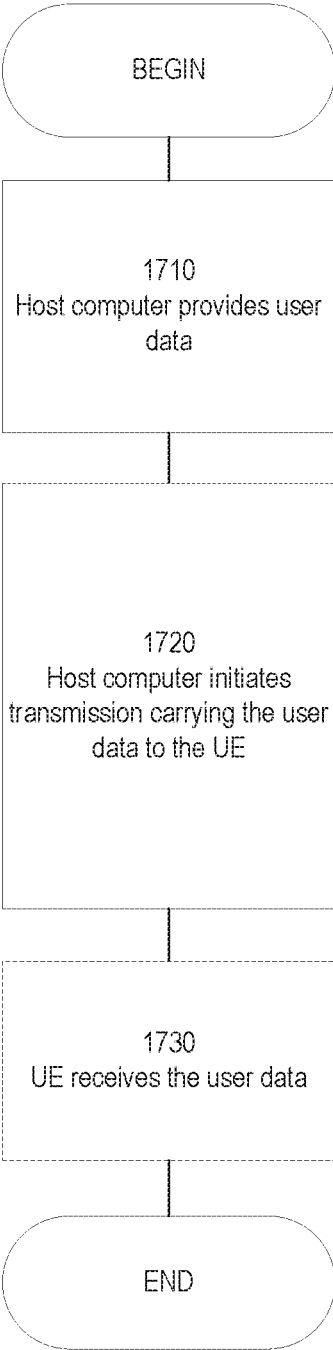 BEGIN
1710
Host computer provides user
data
1720
Host computer initiates
transmission carrying the user
data to the UE
1730
UE receives the user data
END